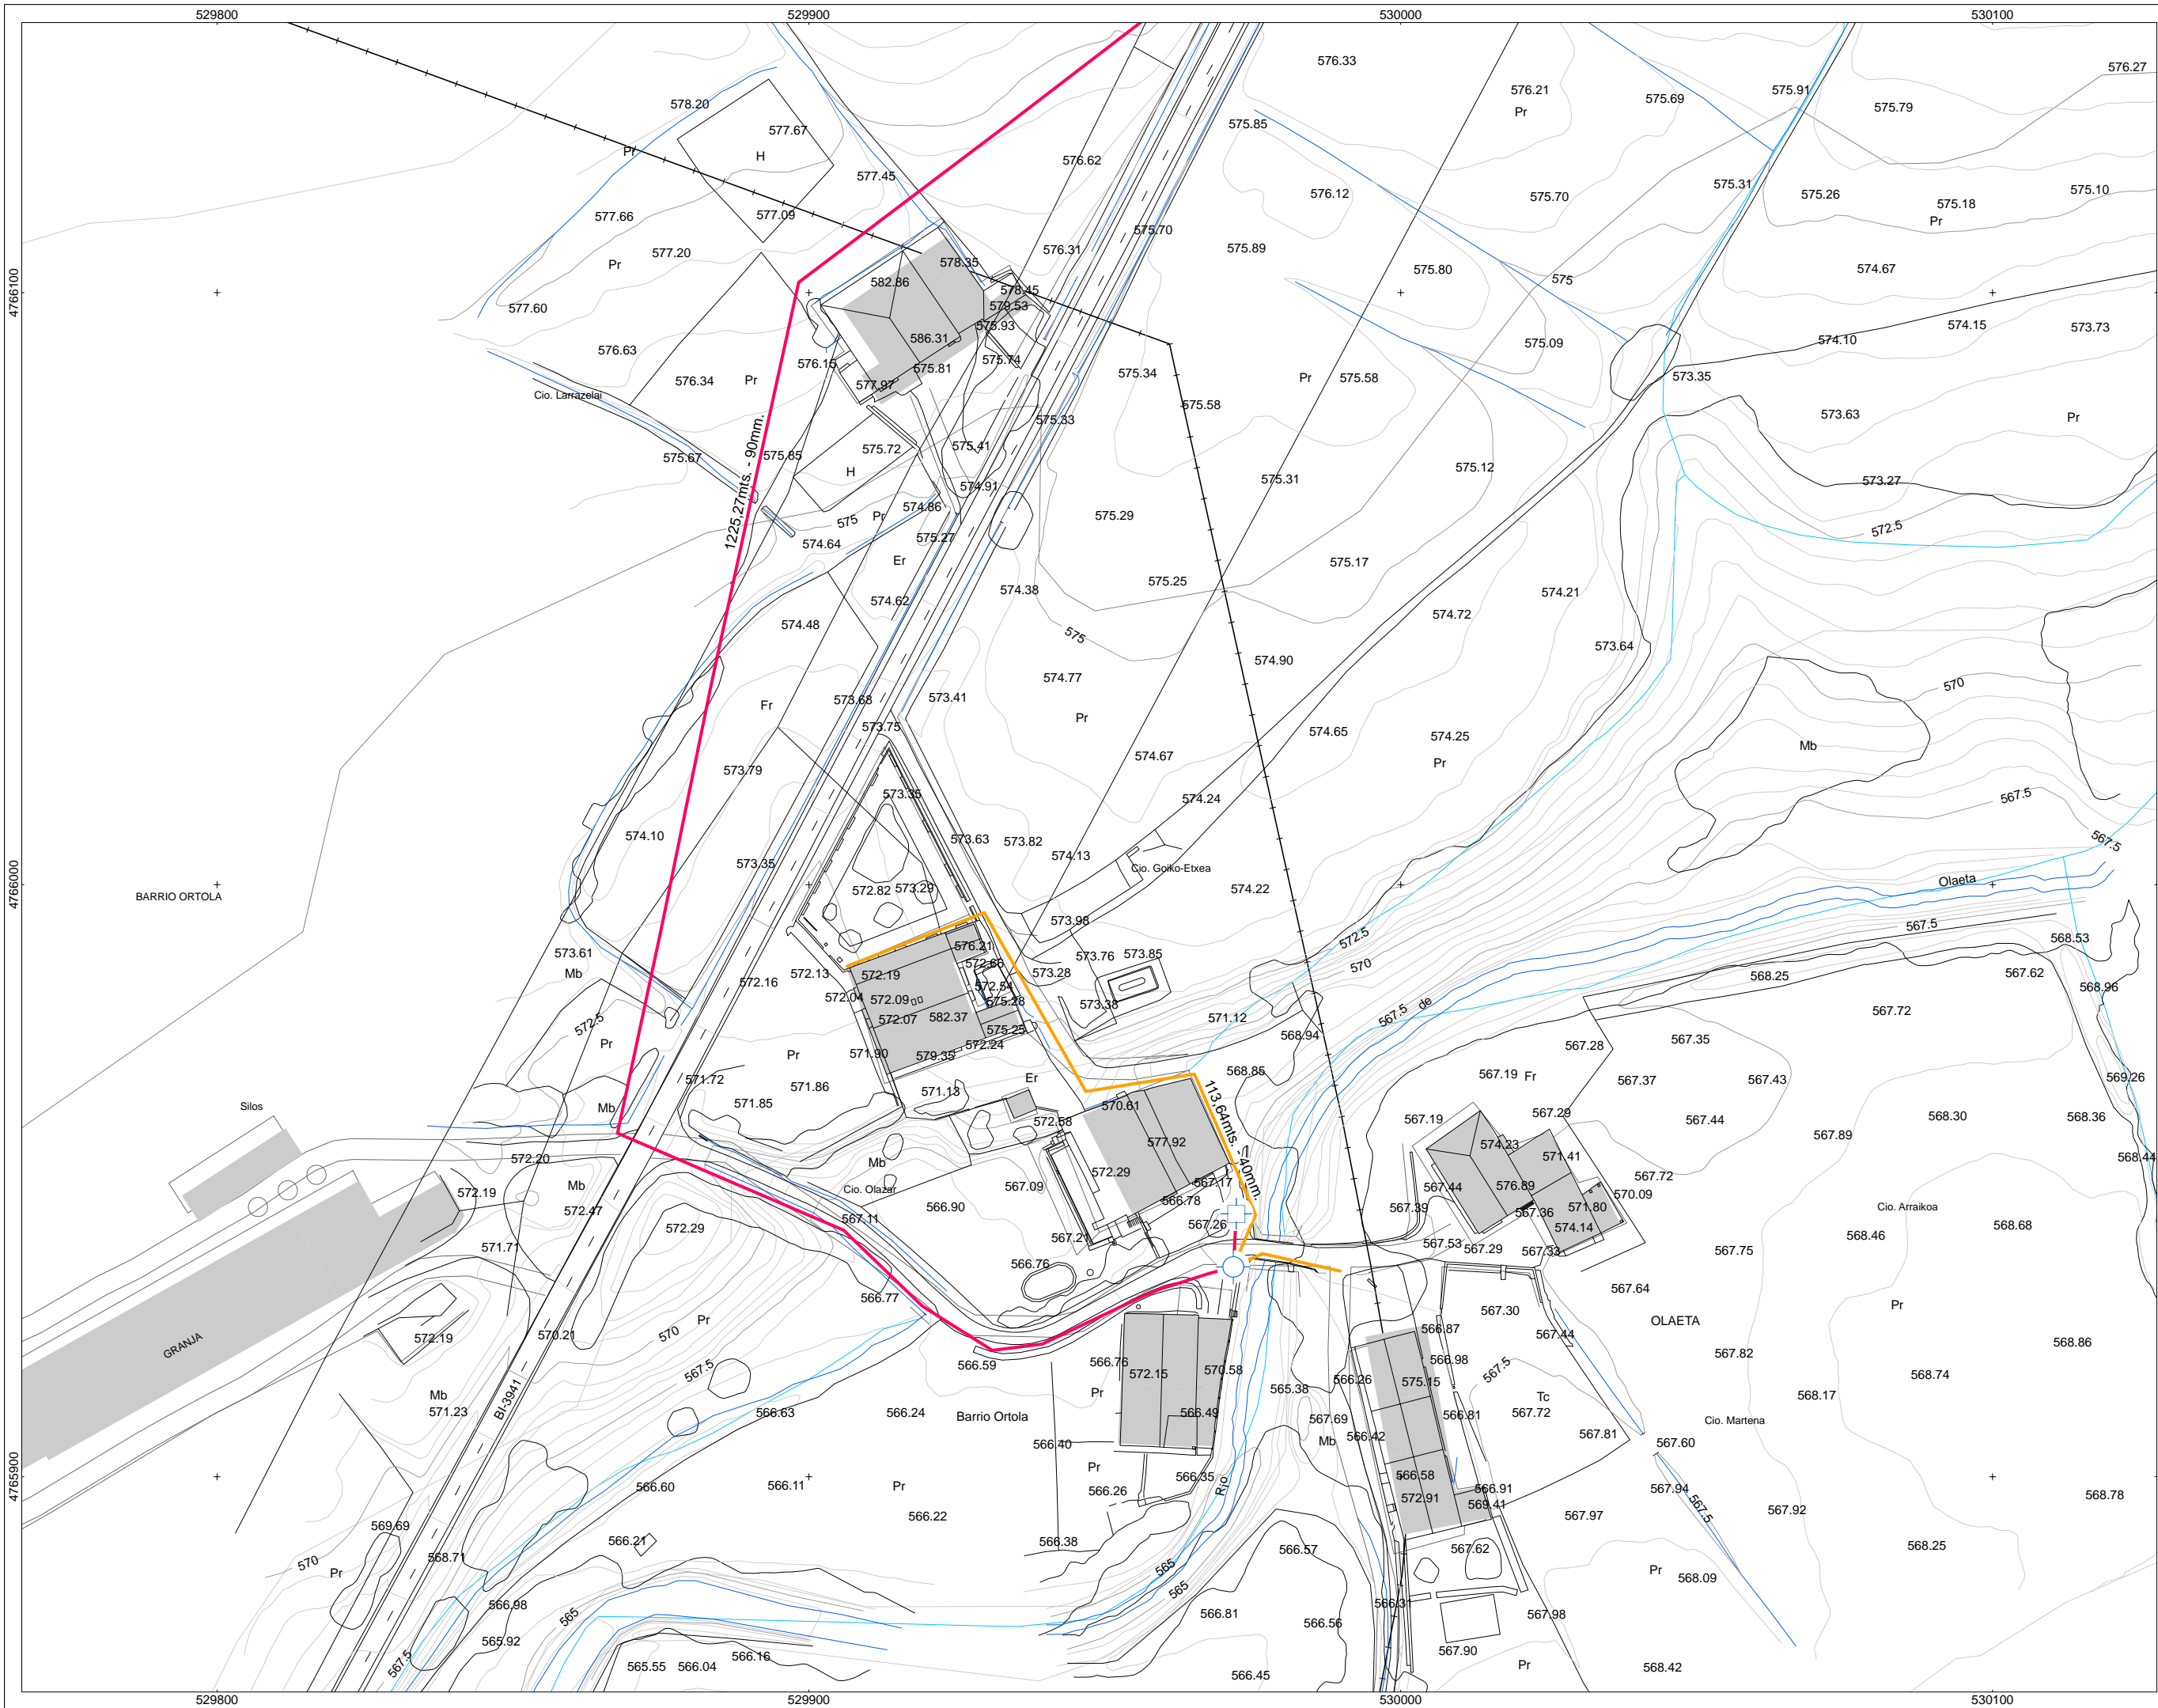 529800 529900 530000 530100
576.33 576.27
576.21 575.69 575.91 575.79
578.20 Pr
577.67 575.85
Pr H 576.62
577.45 575.31 575.26 575.10
576.12 575.70 575.18
577.66 577.09 Pr
575.70
577.20 576.31 575.89
Pr 578.35 575.80 574.67
4766100 582.86 578.45 575
577.60 579.53
575.93 574.15 573.73
586.31 574.10
576.63 575.09
576.15 575.74
575.81 575.34
576.34 Pr 577.97 Pr 575.58 573.35
Cio. Larrazelai
575.58
1225,27mts. - 90mm. 575.33 573.63 Pr
575.41
575.67 575.85 575.72
H 575.12
574.91 575.31 573.27
574.86
575 Pr 575.29 572.5
575.27
574.64
Er 575.17
575.25
574.38 574.21
574.62 574.72
574.48 575
573.64
574.90
574.77
573.41 570
573.68
Fr Pr
573.75 574.65 574.25
Mb
574.67 Pr
573.79
573.35 574.24 567.5
574.10 573.63 573.82 567.5
574.13
573.35 Cio. Goiko-Etxea
4766000 572.82 573.29 574.22 Olaeta
BARRIO ORTOLA
573.98 567.5
572.5 568.53
573.61 576.21 573.76 573.85
Mb 572.13 572.19 572.66 573.28 570 568.25 567.62
572.16 572.54 568.96
572.04 572.09 575.28 573.38 de
572.07 582.37 571.12 567.5 567.72
572.5 575.25 568.94
Pr 572.24 567.28 567.35
Pr 571.90 579.35
571.72 571.86 Er 568.85 567.19 Fr 567.37 567.43 569.26
571.13
Silos Mb 571.85 570.61 113,64mts. - 40mm. 567.19 567.29 567.44 568.30 568.36
572.58
577.92 574.23 567.89
572.20 Mb 571.41 568.44
572.29 567.72
Mb 572.19 Cio. Olazar 567.09 567.17 567.44 576.89 570.09
572.47 566.90 566.78 567.39 571.80 Cio. Arraikoa
567.11 567.36
572.29 567.26 574.14 568.68
567.21 567.53 568.46
571.71 567.29 567.33 567.75
566.76
567.64
566.77 567.30 Pr
Pr 566.87 OLAETA
572.19 570.21 570 567.44
GRANJA 568.86
567.82
566.59 566.76 566.98
567.5 572.15 570.58 567.5 568.74
566.26 575.15
Mb Pr 565.38 Tc 568.17
571.23 BI-3941 566.63 566.24 Barrio Ortola 566.49 567.69 566.81 567.72 Cio. Martena
566.42 567.81
566.40 Mb 567.60
4765900 Pr 566.35 566.58
566.60 566.11 Pr 566.26 Rio 566.91 567.94
572.91 569.41 567.5 568.78
566.22 567.97 567.92
569.69
566.21 566.38 566.57 567.62 568.25
568.71
570 Pr 565 Pr 568.09
565
566.98 565 566.81 566.56 566.31 567.98
565.92
567.5 566.16 567.90
565.55 566.04 566.45 Pr 568.42
529800 529900 530000 530100